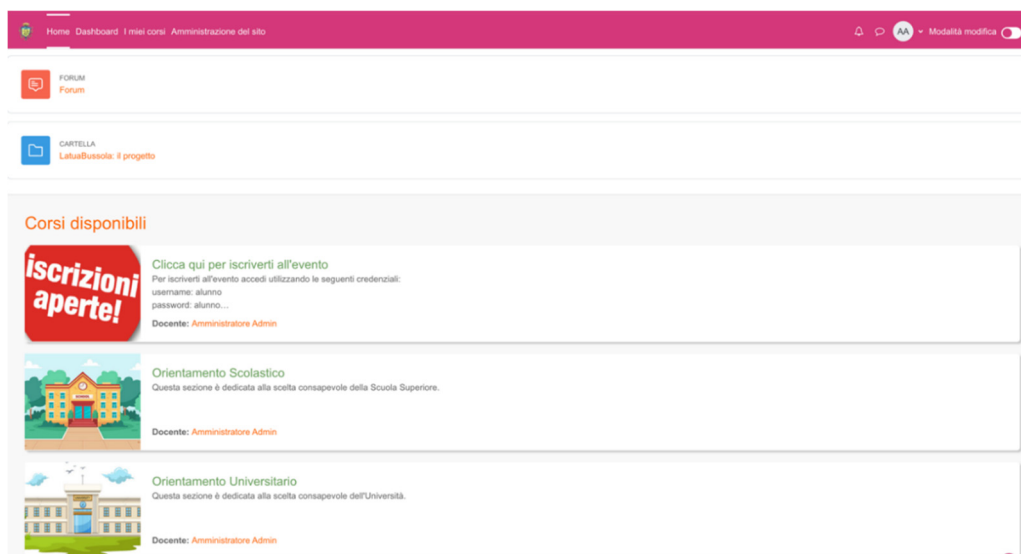 Home Dashboard I miei corsi Amministrazione del sito
AA Modalità modifica
FORUM
Forum
CARTELLA
LatuaBussola: il progetto
Corsi disponibili
iscrizioni
aperte!
Clicca qui per iscriverti all'evento
Per iscriverti all'evento accedi utilizzando le seguenti credenziali:
username: alunno
password: alunno...
Docente: Amministratore Admin
SCHOOL
Orientamento Scolastico
Questa sezione è dedicata alla scelta consapevole della Scuola Superiore.
Docente: Amministratore Admin
Orientamento Universitario
Questa sezione è dedicata alla scelta consapevole dell'Università.
Docente: Amministratore Admin